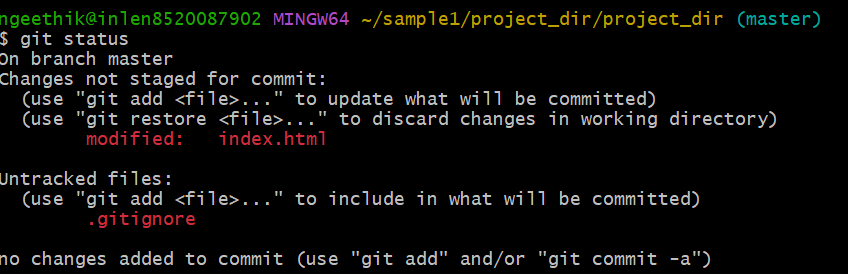 ngeethik@inlen8520087902 MINGW64 ~/sample1/project_dir/project_dir (master)
$ git status
On branch master
Changes not staged for commit:
  (use "git add <file>..." to update what will be committed)
  (use "git restore <file>..." to discard changes in working directory)
        modified:   index.html

Untracked files:
  (use "git add <file>..." to include in what will be committed)
        .gitignore

no changes added to commit (use "git add" and/or "git commit -a")